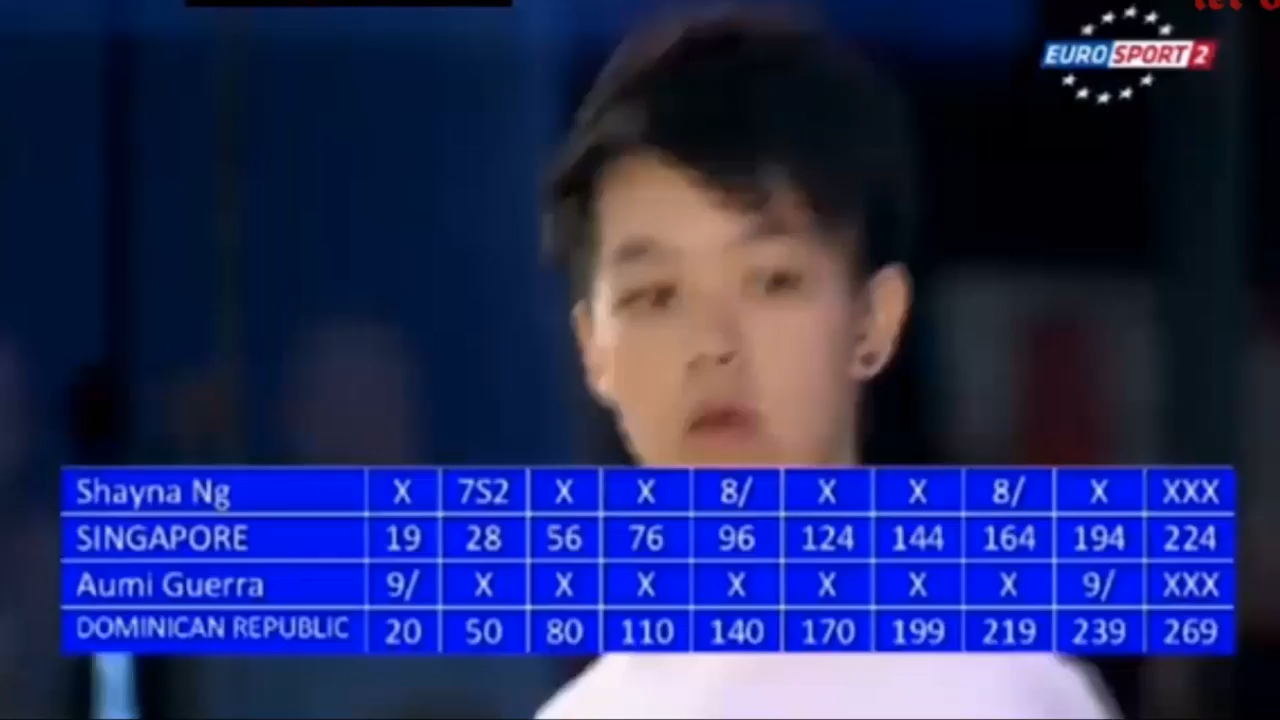 let
EUROSPORT 2
Shayna Ng X 7S2 X X 8/ X X 8/ X XXX
SINGAPORE 19 28 56 76 96 124 144 164 194 224
Aumi Guerra 9/ X X X X X X X 9/ XXX
DOMINICAN REPUBLIC 20 50 80 110 140 170 199 219 239 269